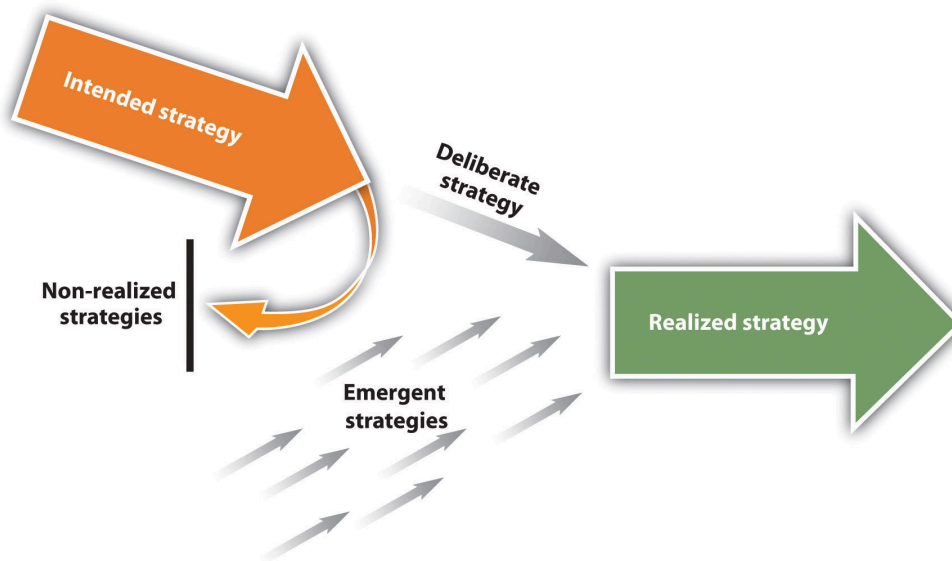 Intended strategy
Deliberate
strategy
Non-realized
strategies
Realized strategy
Emergent
strategies